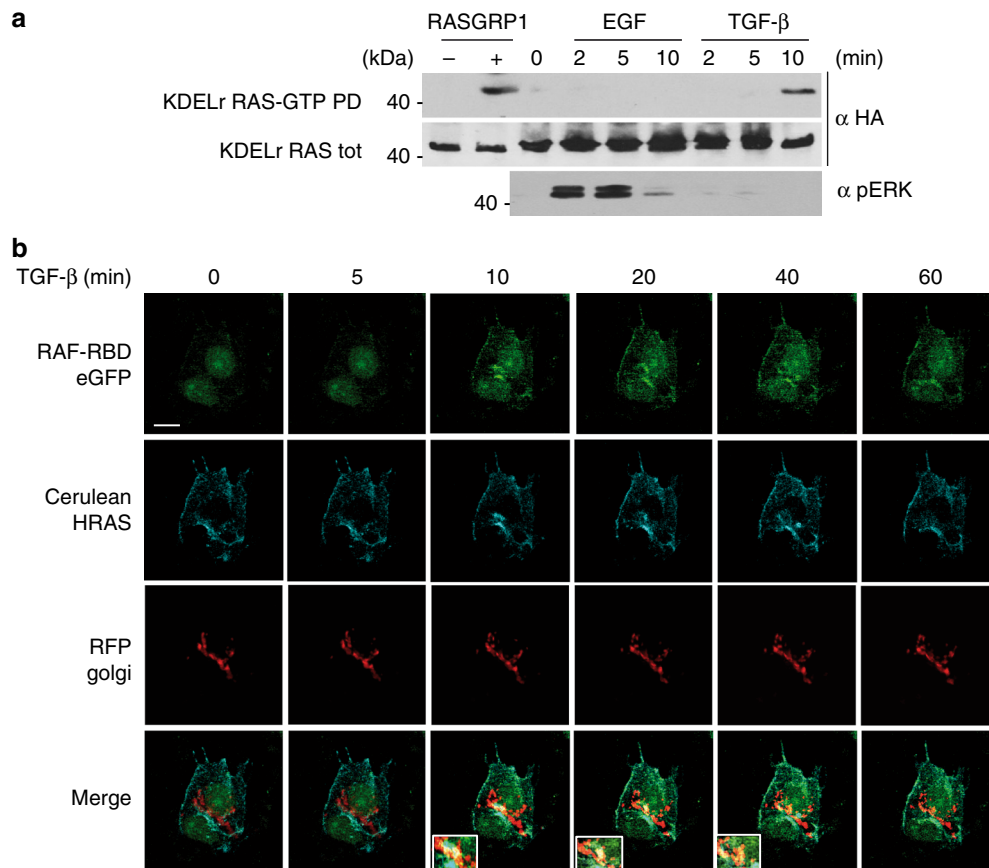 a
RASGRP1 EGF TGF-β
(kDa) – + 0 2 5 10 2 5 10 (min)
KDELr RAS-GTP PD 40 -
α HA
KDELr RAS tot 40 -
40 - α pERK
b
TGF-β (min) 0 5 10 20 40 60
RAF-RBD
eGFP
Cerulean
HRAS
RFP
golgi
Merge